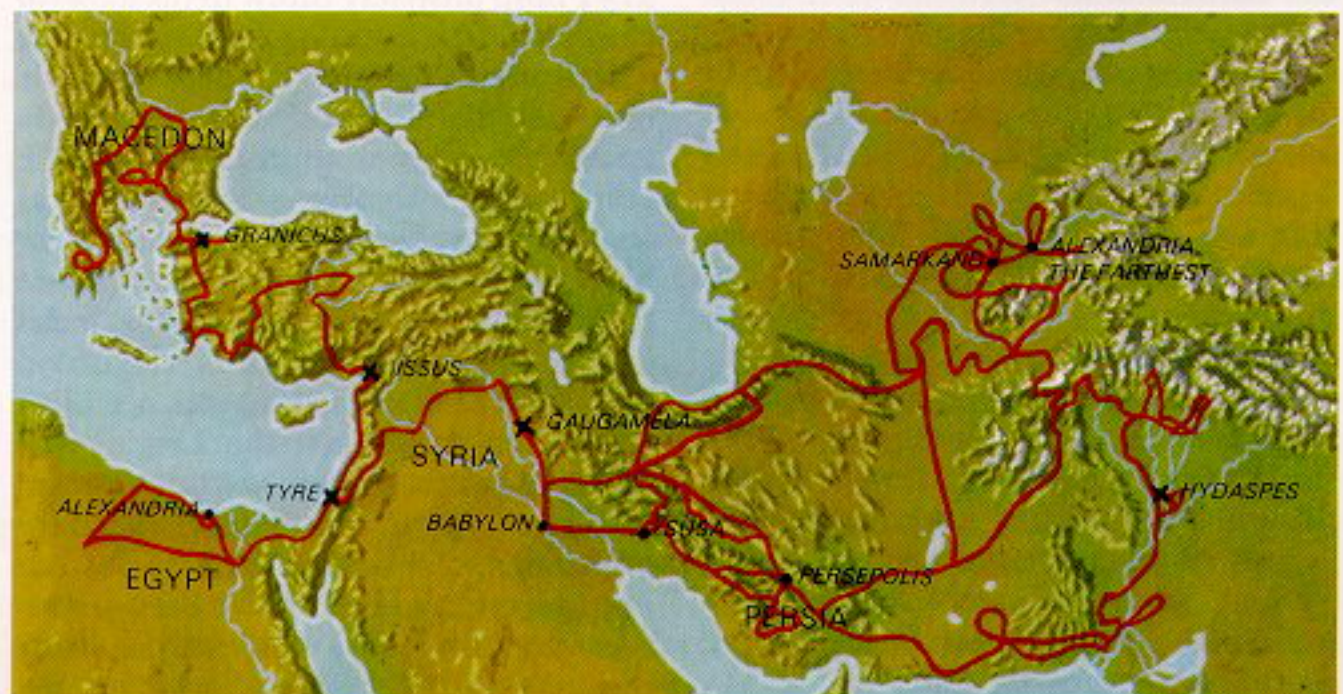 MACEDON
GRANICUS
SAMARKAND
ALEXANDRIA,
THE FARTHEST
ISSUS
GAUGAMELA
SYRIA
TYRE
HYDASPES
ALEXANDRIA
BABYLON
SUSA
EGYPT
PERSEPOLIS
PERSIA